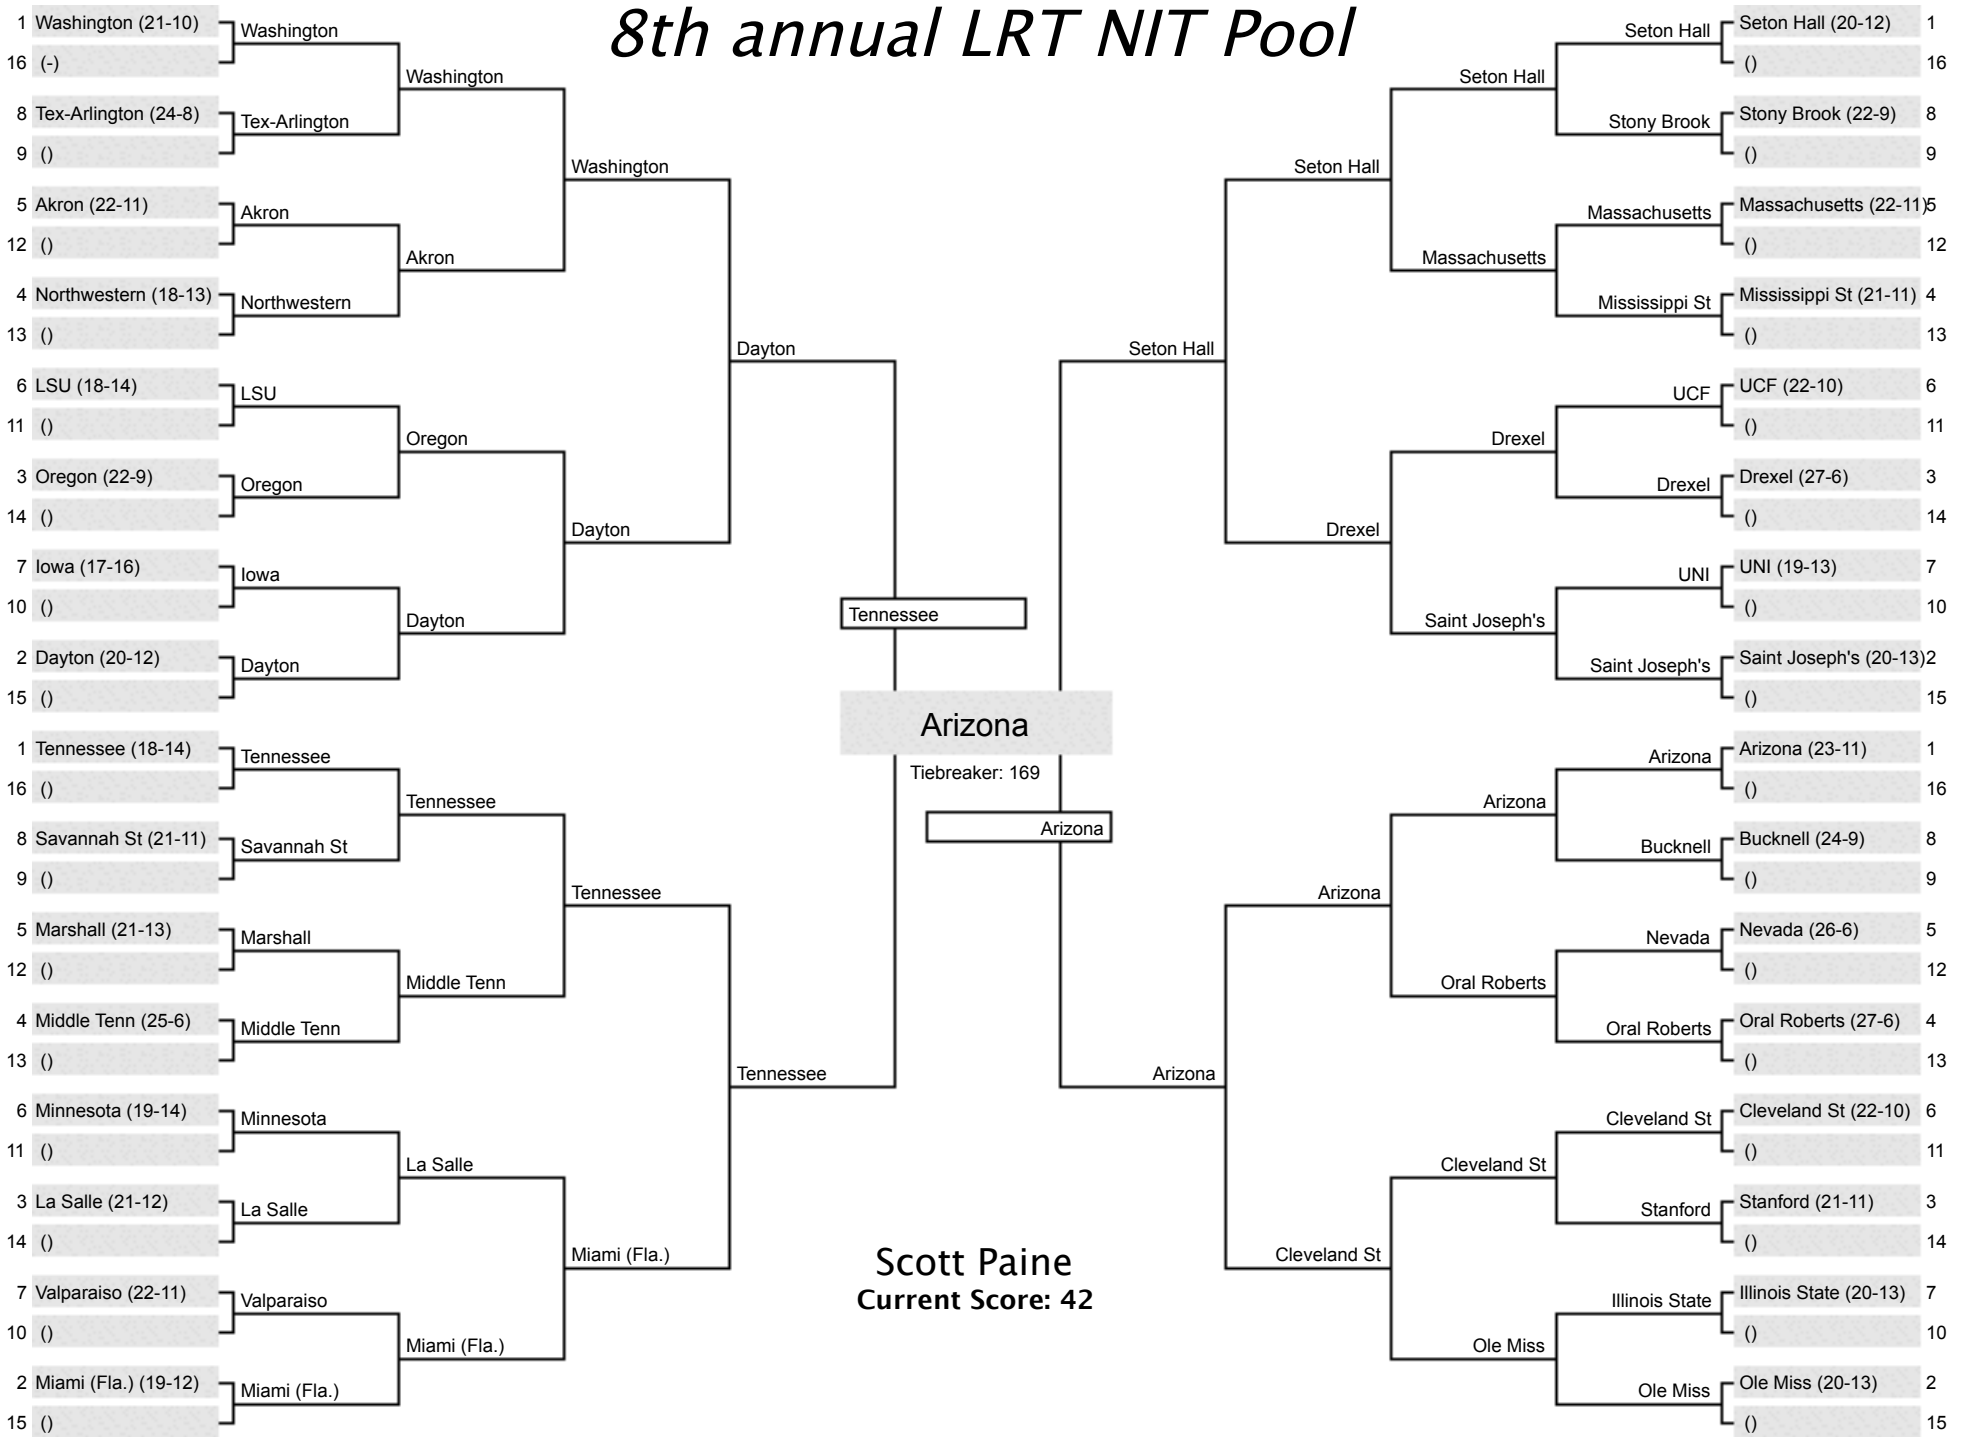 8th annual LRT NIT Pool
1 Washington (21-10)
16 (-)
8 Tex-Arlington (24-8)
9 ()
5 Akron (22-11)
12 ()
4 Northwestern (18-13)
13 ()
6 LSU (18-14)
11 ()
3 Oregon (22-9)
14 ()
7 Iowa (17-16)
10 ()
2 Dayton (20-12)
15 ()
1 Tennessee (18-14)
16 ()
8 Savannah St (21-11)
9 ()
5 Marshall (21-13)
12 ()
4 Middle Tenn (25-6)
13 ()
6 Minnesota (19-14)
11 ()
3 La Salle (21-12)
14 ()
7 Valparaiso (22-11)
10 ()
2 Miami (Fla.) (19-12)
15 ()
Washington
Tex-Arlington
Akron
Northwestern
LSU
Oregon
Iowa
Dayton
Tennessee
Savannah St
Marshall
Middle Tenn
Minnesota
La Salle
Valparaiso
Miami (Fla.)
Washington
Akron
Oregon
Dayton
Tennessee
Middle Tenn
La Salle
Miami (Fla.)
Washington
Dayton
Tennessee
Miami (Fla.)
Dayton
Tennessee
Tennessee
Arizona
Tiebreaker: 169
Arizona
Scott Paine
Current Score: 42
Seton Hall
Arizona
Seton Hall
Drexel
Arizona
Cleveland St
Seton Hall
Massachusetts
Drexel
Saint Joseph's
Arizona
Oral Roberts
Cleveland St
Ole Miss
Seton Hall
Stony Brook
Massachusetts
Mississippi St
UCF
Drexel
UNI
Saint Joseph's
Arizona
Bucknell
Nevada
Oral Roberts
Cleveland St
Stanford
Illinois State
Ole Miss
Seton Hall (20-12) 1
() 16
Stony Brook (22-9) 8
() 9
Massachusetts (22-11) 5
() 12
Mississippi St (21-11) 4
() 13
UCF (22-10) 6
() 11
Drexel (27-6) 3
() 14
UNI (19-13) 7
() 10
Saint Joseph's (20-13) 2
() 15
Arizona (23-11) 1
() 16
Bucknell (24-9) 8
() 9
Nevada (26-6) 5
() 12
Oral Roberts (27-6) 4
() 13
Cleveland St (22-10) 6
() 11
Stanford (21-11) 3
() 14
Illinois State (20-13) 7
() 10
Ole Miss (20-13) 2
() 15